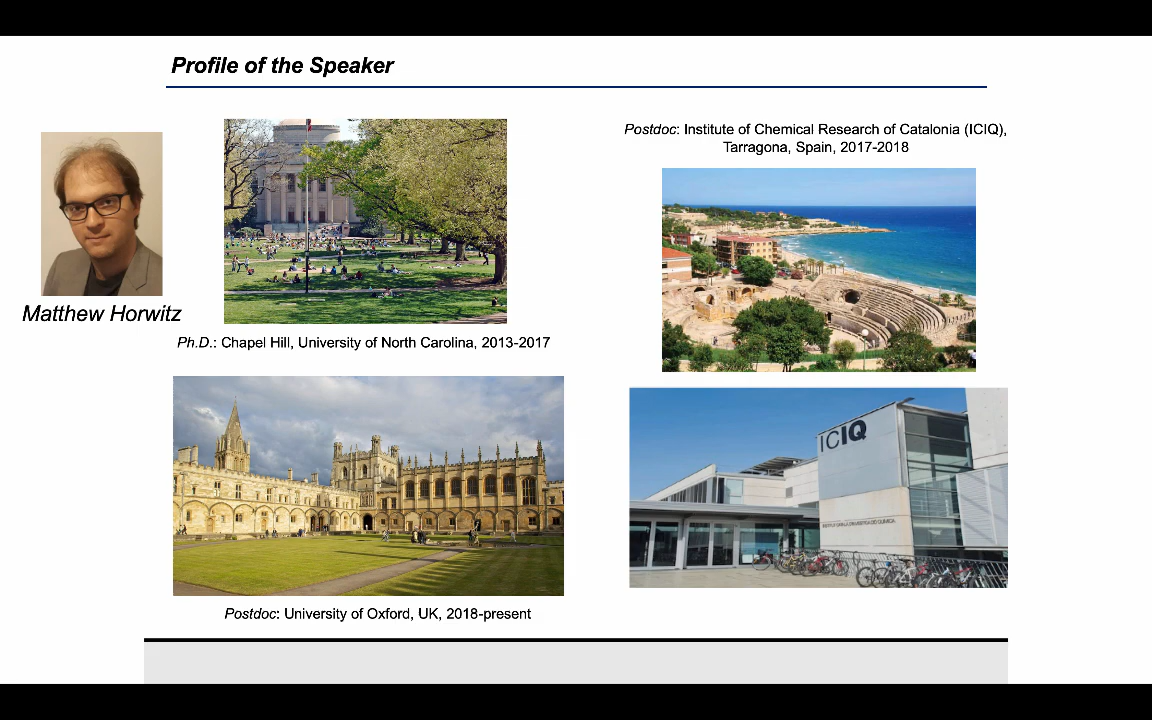 Profile of the Speaker
Matthew Horwitz
Ph.D.: Chapel Hill, University of North Carolina, 2013-2017
Postdoc: Institute of Chemical Research of Catalonia (ICIQ),
Tarragona, Spain, 2017-2018
ICIQ
Postdoc: University of Oxford, UK, 2018-present